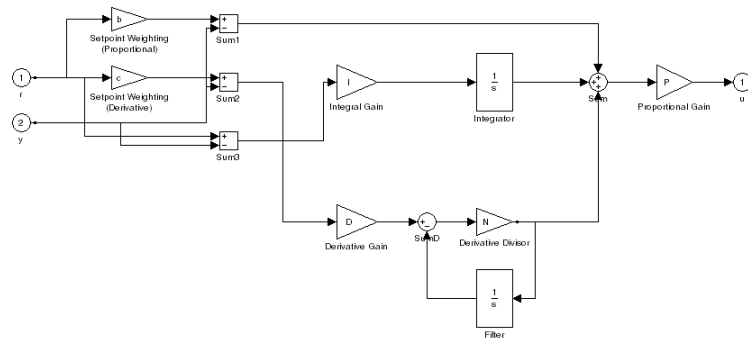 b
Setpoint Weighting
(Proportional)
+
−
Sum1
1
r
c
Setpoint Weighting
(Derivative)
+
−
Sum2
2
y
+
−
Sum3
I
Integral Gain
1
s
Integrator
+
+
+
Sum
P
Proportional Gain
1
u
D
Derivative Gain
+
−
SumD
N
Derivative Divisor
1
s
Filter